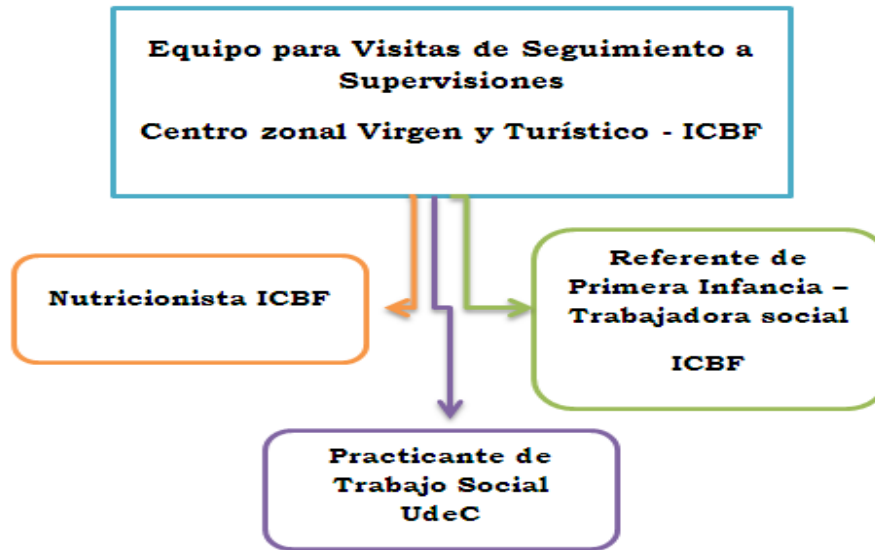 Equipo para Visitas de Seguimiento a
Supervisiones
Centro zonal Virgen y Turístico - ICBF
Nutricionista ICBF
Referente de
Primera Infancia –
Trabajadora social
ICBF
Practicante de
Trabajo Social
UdeC